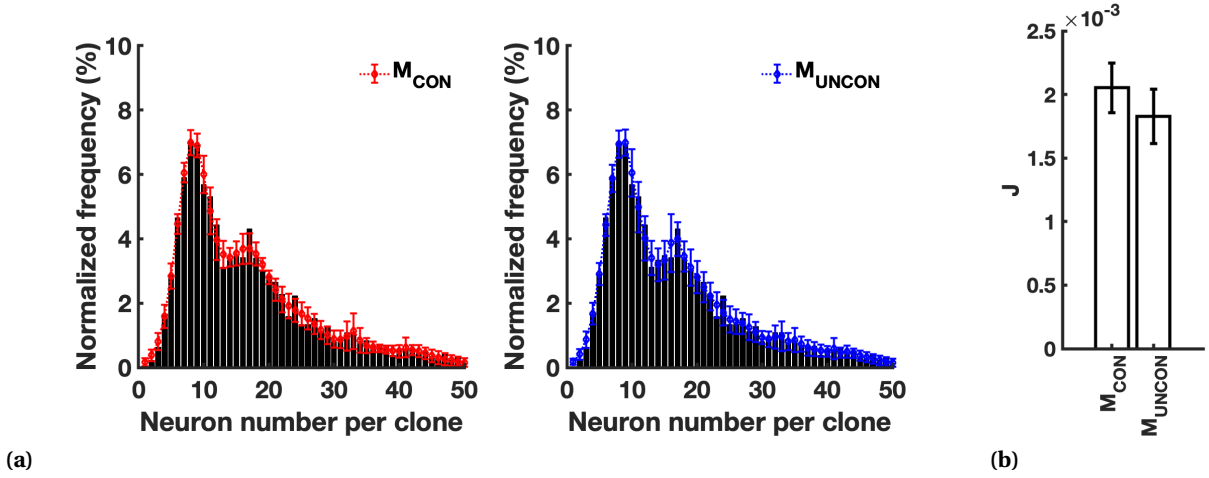 10
8
6
4
2
0
Normalized frequency (%)
M_CON
0 10 20 30 40 50
Neuron number per clone
(a)
10
8
6
4
2
0
Normalized frequency (%)
M_UNCON
0 10 20 30 40 50
Neuron number per clone
×10^-3
2.5
2
1.5
1
0.5
0
J
M_CON
M_UNCON
(b)